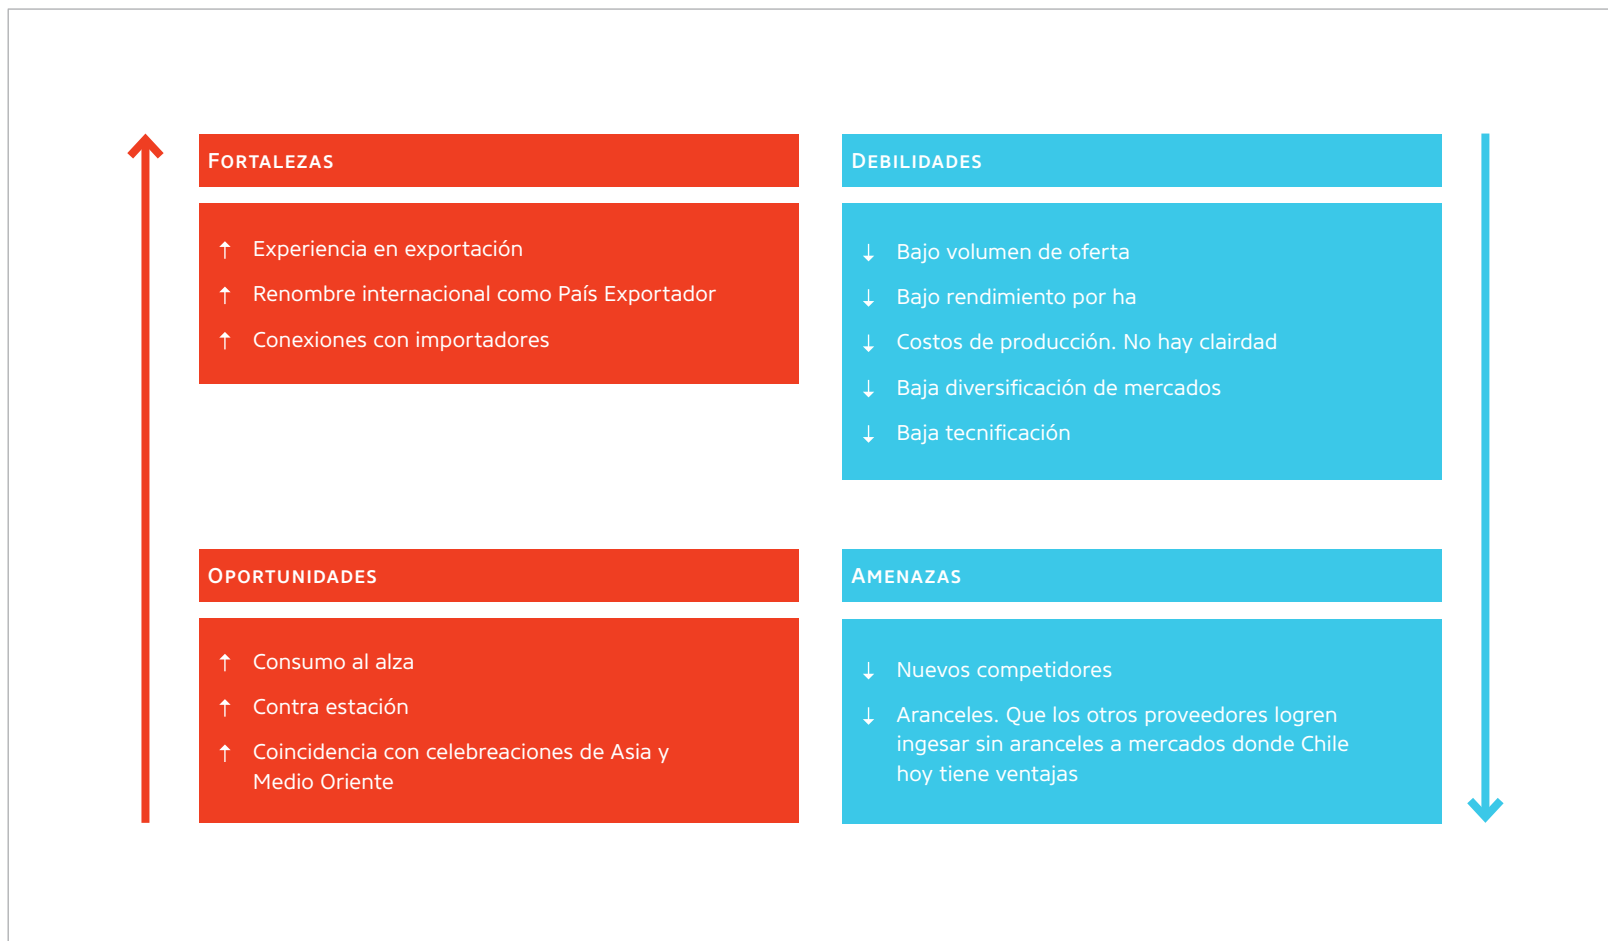 FORTALEZAS
↑ Experiencia en exportación
↑ Renombre internacional como País Exportador
↑ Conexiones con importadores
DEBILIDADES
↓ Bajo volumen de oferta
↓ Bajo rendimiento por ha
↓ Costos de producción. No hay clairdad
↓ Baja diversificación de mercados
↓ Baja tecnificación
OPORTUNIDADES
↑ Consumo al alza
↑ Contra estación
↑ Coincidencia con celebreaciones de Asia y
Medio Oriente
AMENAZAS
↓ Nuevos competidores
↓ Aranceles. Que los otros proveedores logren
ingesar sin aranceles a mercados donde Chile
hoy tiene ventajas